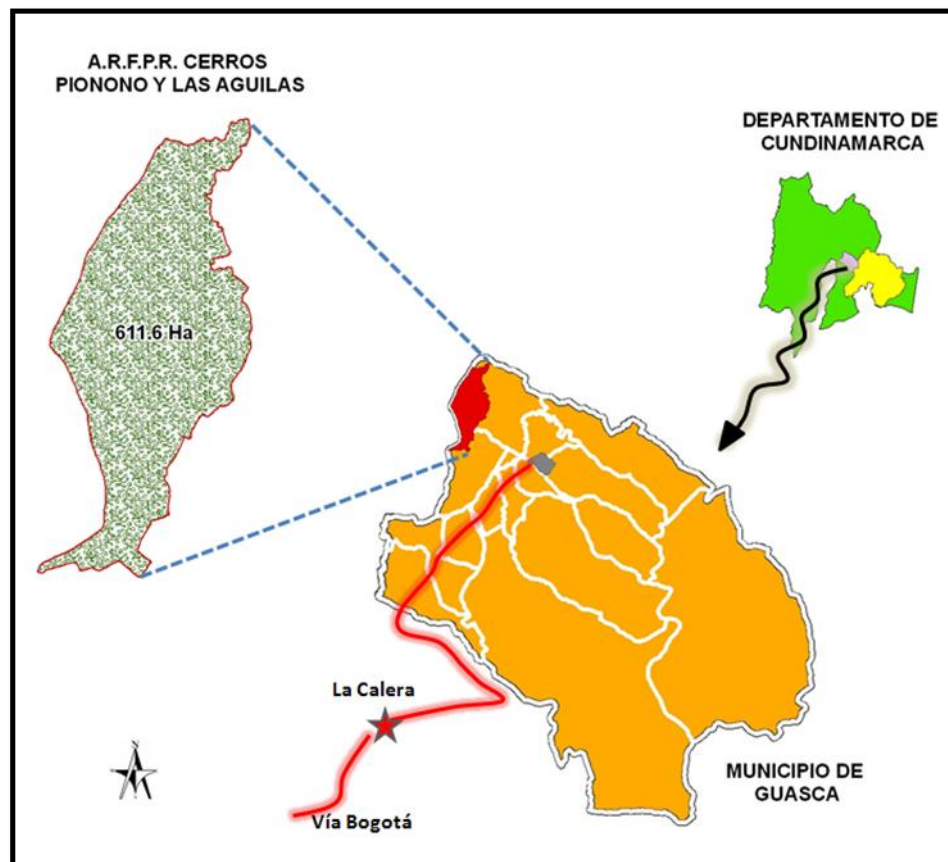 A.R.F.P.R. CERROS
PIONONO Y LAS AGUILAS
DEPARTAMENTO DE
CUNDINAMARCA
611.6 Ha
La Calera
N
MUNICIPIO DE
GUASCA
Vía Bogotá